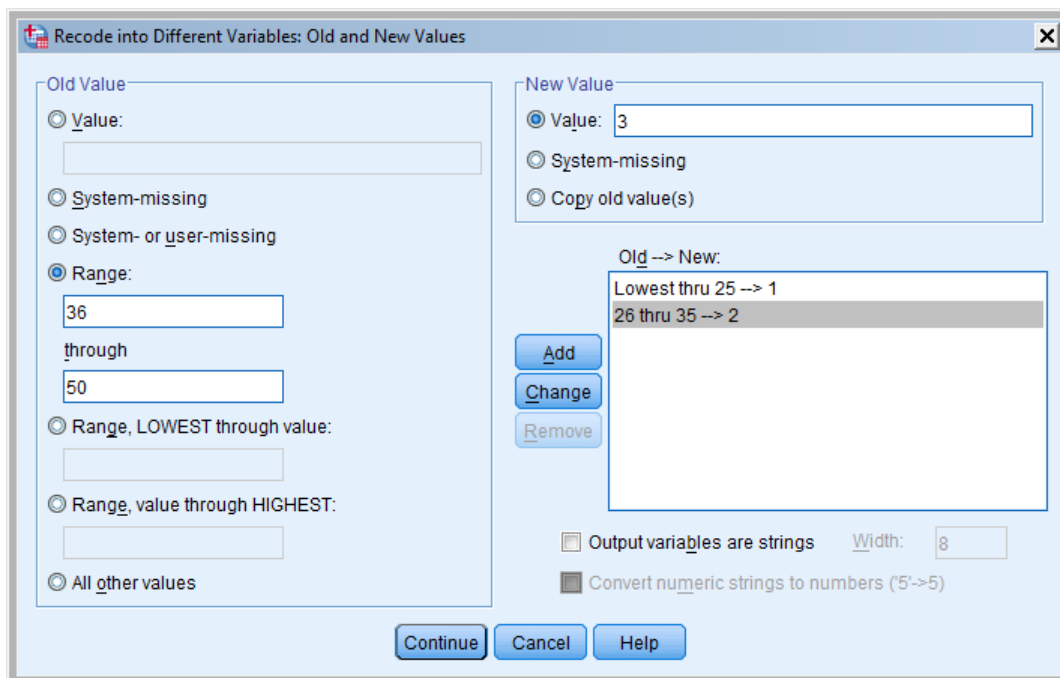 Recode into Different Variables: Old and New Values
Old Value
Value:
System-missing
System- or user-missing
Range:
36
through
50
Range, LOWEST through value:
Range, value through HIGHEST:
All other values
New Value
Value: 3
System-missing
Copy old value(s)
Old --> New:
Lowest thru 25 --> 1
26 thru 35 --> 2
Add
Change
Remove
Output variables are strings Width: 8
Convert numeric strings to numbers ('5'->5)
Continue Cancel Help